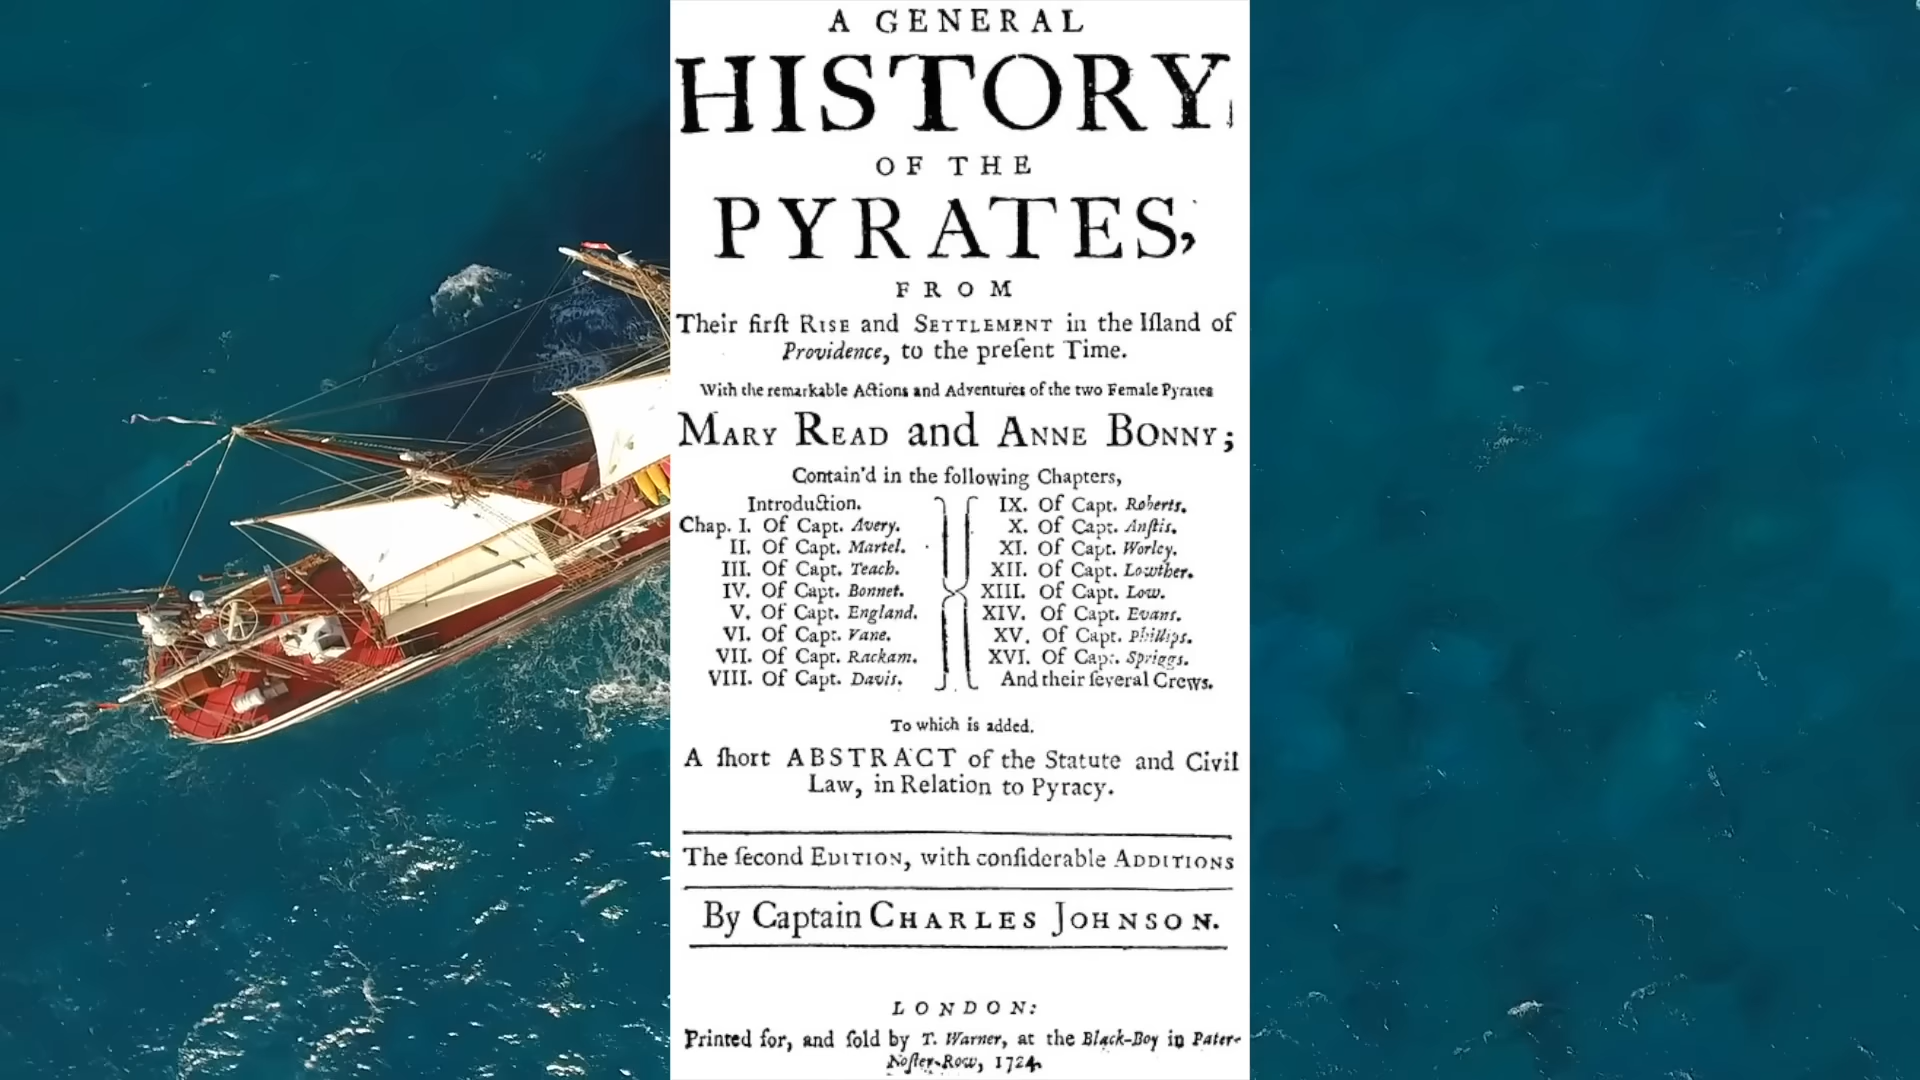 A GENERAL
HISTORY
OF THE
PYRATES,
FROM
Their firſt RISE and SETTLEMENT in the Iſland of
Providence, to the preſent Time.
With the remarkable Actions and Adventures of the two Female Pyrates
MARY READ and ANNE BONNY;
Contain'd in the following Chapters,
Introduction.
Chap. I. Of Capt. Avery.
II. Of Capt. Martel.
III. Of Capt. Teach.
IV. Of Capt. Bonnet.
V. Of Capt. England.
VI. Of Capt. Vane.
VII. Of Capt. Rackam.
VIII. Of Capt. Davis.
IX. Of Capt. Roberts.
X. Of Capt. Anſtis.
XI. Of Capt. Worley.
XII. Of Capt. Lowther.
XIII. Of Capt. Low.
XIV. Of Capt. Evans.
XV. Of Capt. Phillips.
XVI. Of Capt. Spriggs.
And their ſeveral Crews.
To which is added.
A ſhort ABSTRACT of the Statute and Civil
Law, in Relation to Pyracy.
The ſecond EDITION, with conſiderable ADDITIONS
By Captain CHARLES JOHNSON.
LONDON:
Printed for, and ſold by T. Warner, at the Black-Boy in Pater-
Noſter-Row, 1724.